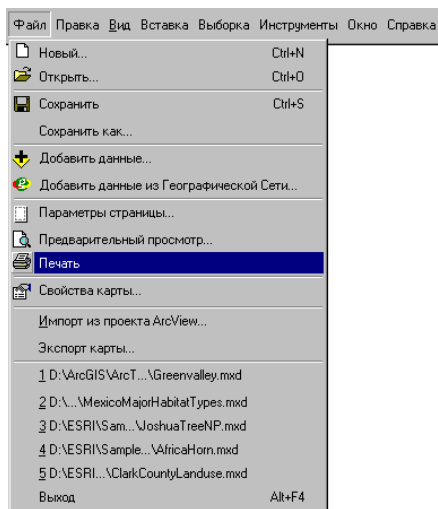 Файл Правка Вид Вставка Выборка Инструменты Окно Справка
Новый... Ctrl+N
Открыть... Ctrl+O
Сохранить Ctrl+S
Сохранить как...
Добавить данные...
Добавить данные из Географической Сети...
Параметры страницы...
Предварительный просмотр...
Печать
Свойства карты...
Импорт из проекта ArcView...
Экспорт карты...
1 D:\ArcGIS\ArcT...\Greenvalley.mxd
2 D:\...\MexicoMajorHabitatTypes.mxd
3 D:\ESRI\Sam...\JoshuaTreeNP.mxd
4 D:\ESRI\Sample...\AfricaHorn.mxd
5 D:\ESRI...\ClarkCountyLanduse.mxd
Выход Alt+F4